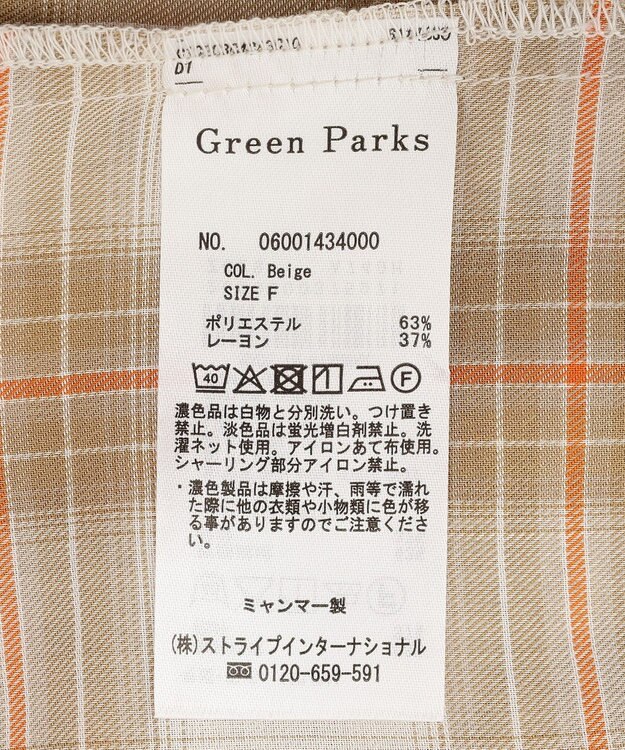 D1
Green Parks
NO. 06001434000
COL. Beige
SIZE F
ポリエステル 63%
レーヨン 37%
40 F
濃色品は白物と分別洗い。つけ置き
禁止。淡色品は蛍光増白剤禁止。洗
濯ネット使用。アイロンあて布使用。
シャーリング部分アイロン禁止。
・濃色製品は摩擦や汗、雨等で濡れ
た際に他の衣類や小物類に色が移
る事がありますのでご注意くださ
い。
ミャンマー製
(株)ストライプインターナショナル
0120-659-591